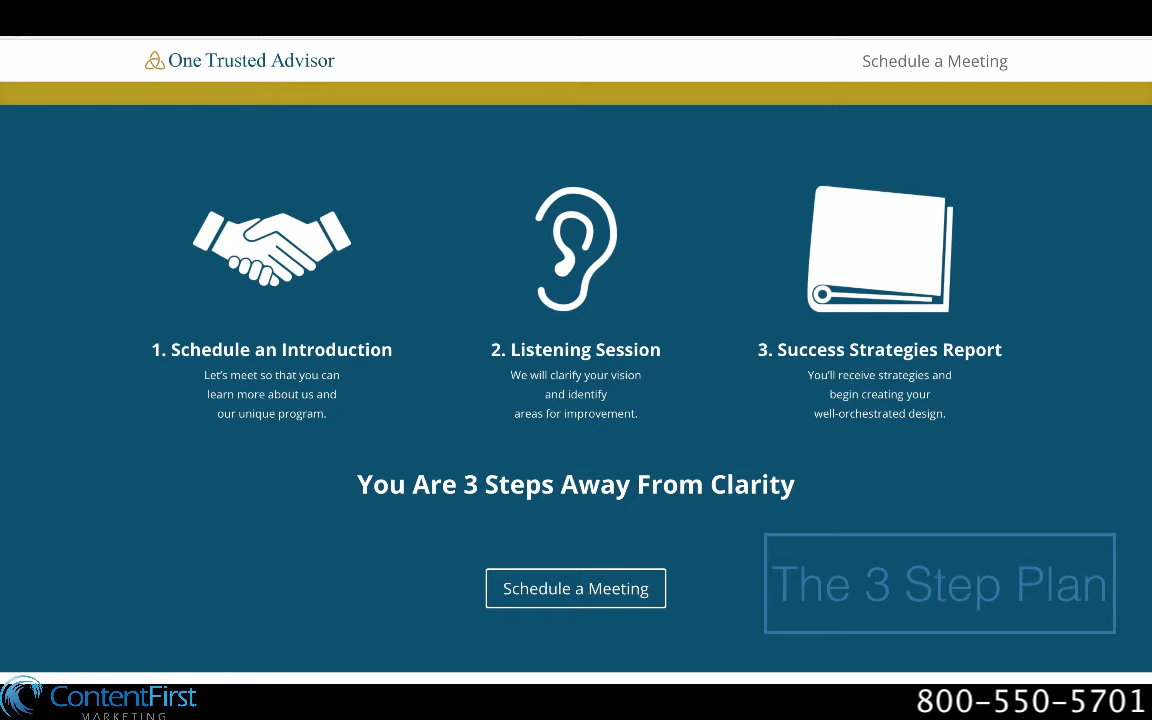 One Trusted Advisor
Schedule a Meeting
1. Schedule an Introduction
Let's meet so that you can
learn more about us and
our unique program.
2. Listening Session
We will clarify your vision
and identify
areas for improvement.
3. Success Strategies Report
You'll receive strategies and
begin creating your
well-orchestrated design.
You Are 3 Steps Away From Clarity
Schedule a Meeting
The 3 Step Plan
ContentFirst
MARKETING
800-550-5701